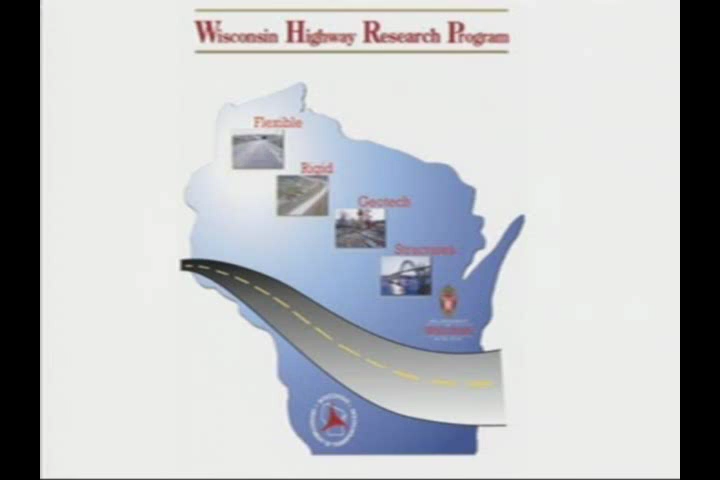 Wisconsin Highway Research Program
Flexible
Rigid
Geotech
Structures